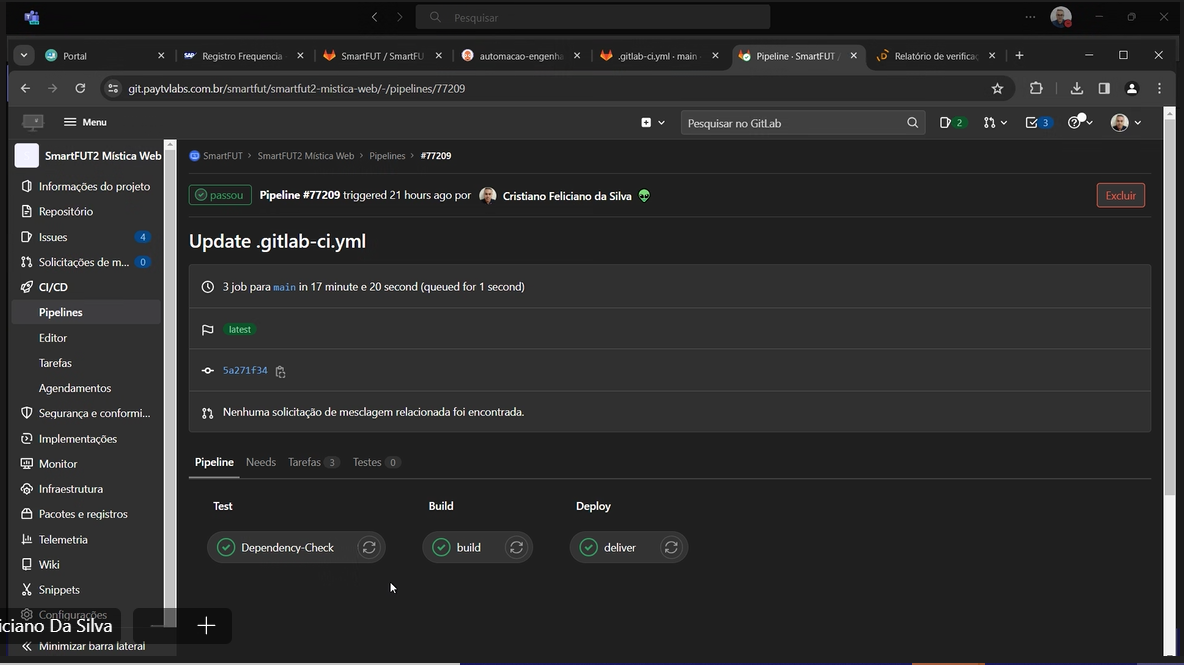 Pesquisar
Portal
SAP Registro Frequencia
SmartFUT / SmartFU
automacao-engenha
.gitlab-ci.yml · main
Pipeline · SmartFUT /
Relatório de verificaç
git.paytvlabs.com.br/smartfut/smartfut2-mistica-web/-/pipelines/77209
Menu
Pesquisar no GitLab
2
3
SmartFUT2 Mística Web
Informações do projeto
Repositório
Issues 4
Solicitações de m... 0
CI/CD
Pipelines
Editor
Tarefas
Agendamentos
Segurança e conformi...
Implementações
Monitor
Infraestrutura
Pacotes e registros
Telemetria
Wiki
Snippets
Configurações
Minimizar barra lateral
iciano Da Silva
SmartFUT > SmartFUT2 Mística Web > Pipelines > #77209
passou Pipeline #77209 triggered 21 hours ago por Cristiano Feliciano da Silva
Excluir
Update .gitlab-ci.yml
3 job para main in 17 minute e 20 second (queued for 1 second)
latest
5a271f34
Nenhuma solicitação de mesclagem relacionada foi encontrada.
Pipeline Needs Tarefas 3 Testes 0
Test Build Deploy
Dependency-Check build deliver